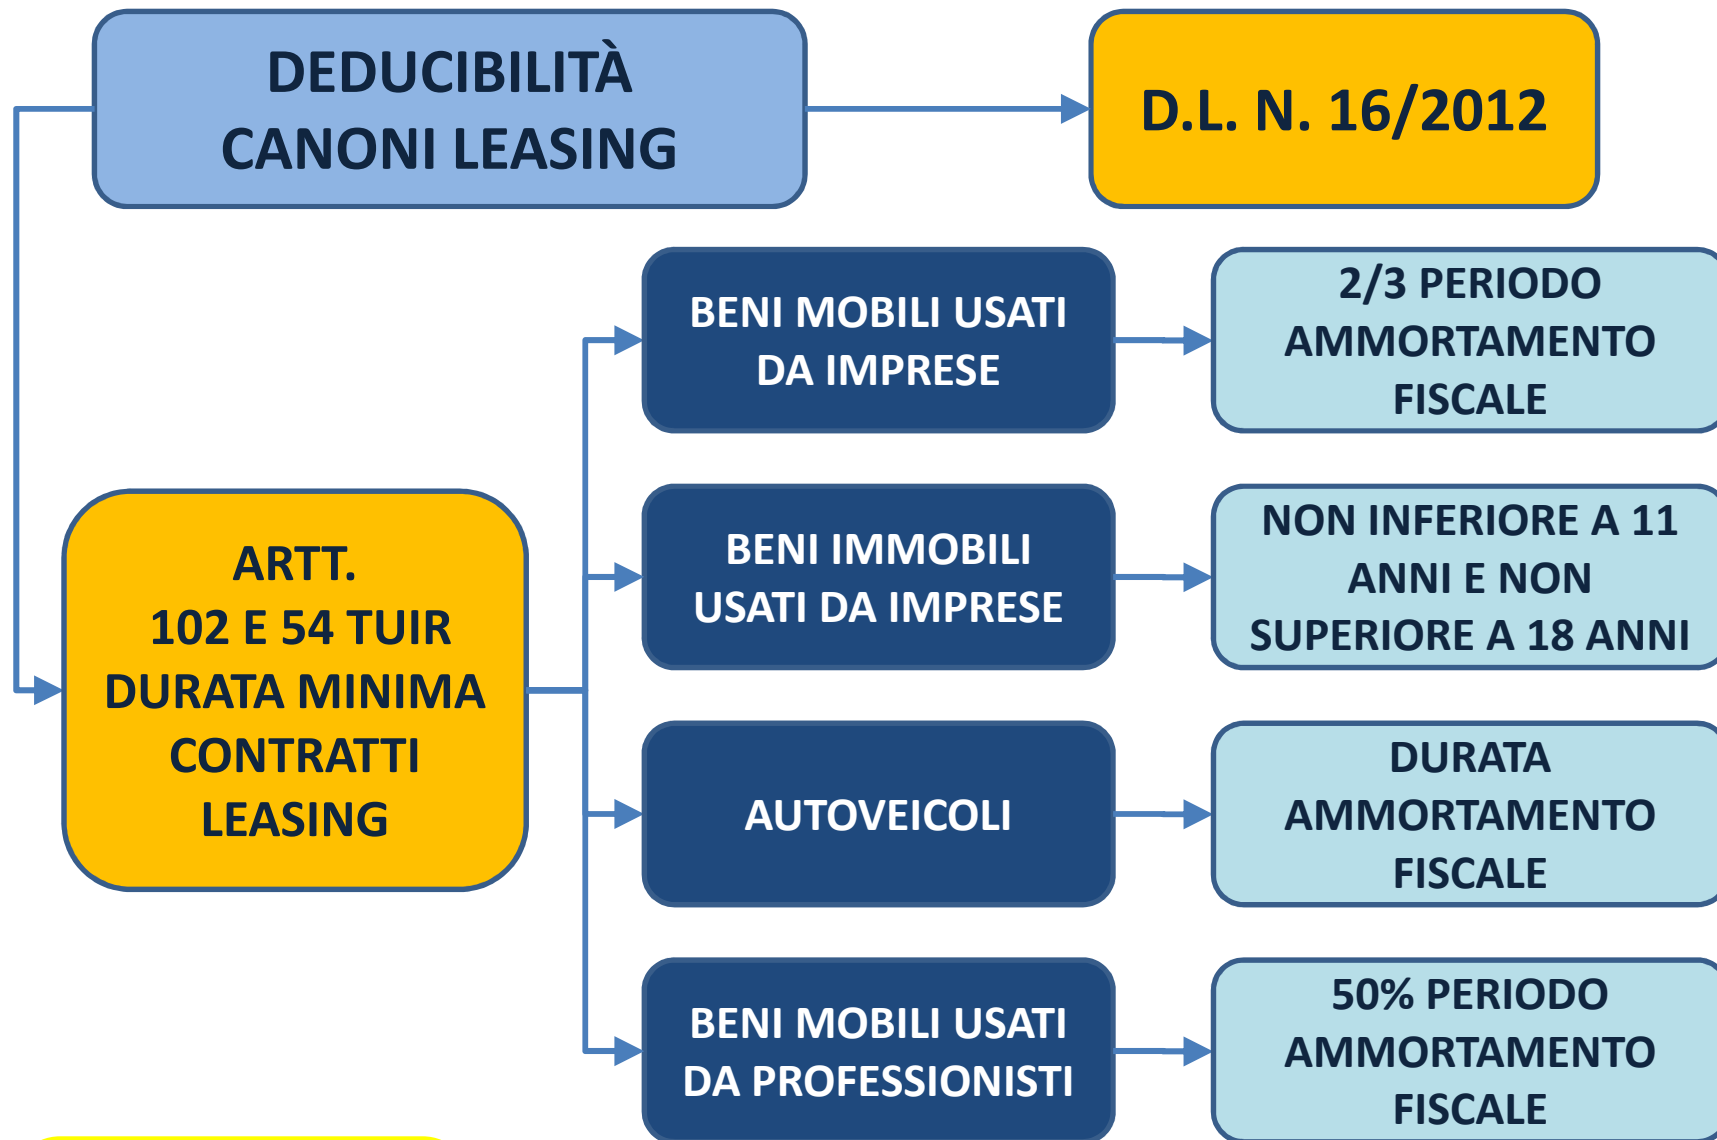 DEDUCIBILITÀ
CANONI LEASING
D.L. N. 16/2012
ARTT.
102 E 54 TUIR
DURATA MINIMA
CONTRATTI
LEASING
BENI MOBILI USATI
DA IMPRESE
2/3 PERIODO
AMMORTAMENTO
FISCALE
BENI IMMOBILI
USATI DA IMPRESE
NON INFERIORE A 11
ANNI E NON
SUPERIORE A 18 ANNI
AUTOVEICOLI
DURATA
AMMORTAMENTO
FISCALE
BENI MOBILI USATI
DA PROFESSIONISTI
50% PERIODO
AMMORTAMENTO
FISCALE